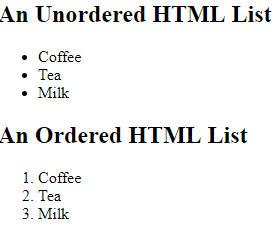 An Unordered HTML List
• Coffee
• Tea
• Milk
An Ordered HTML List
1. Coffee
2. Tea
3. Milk